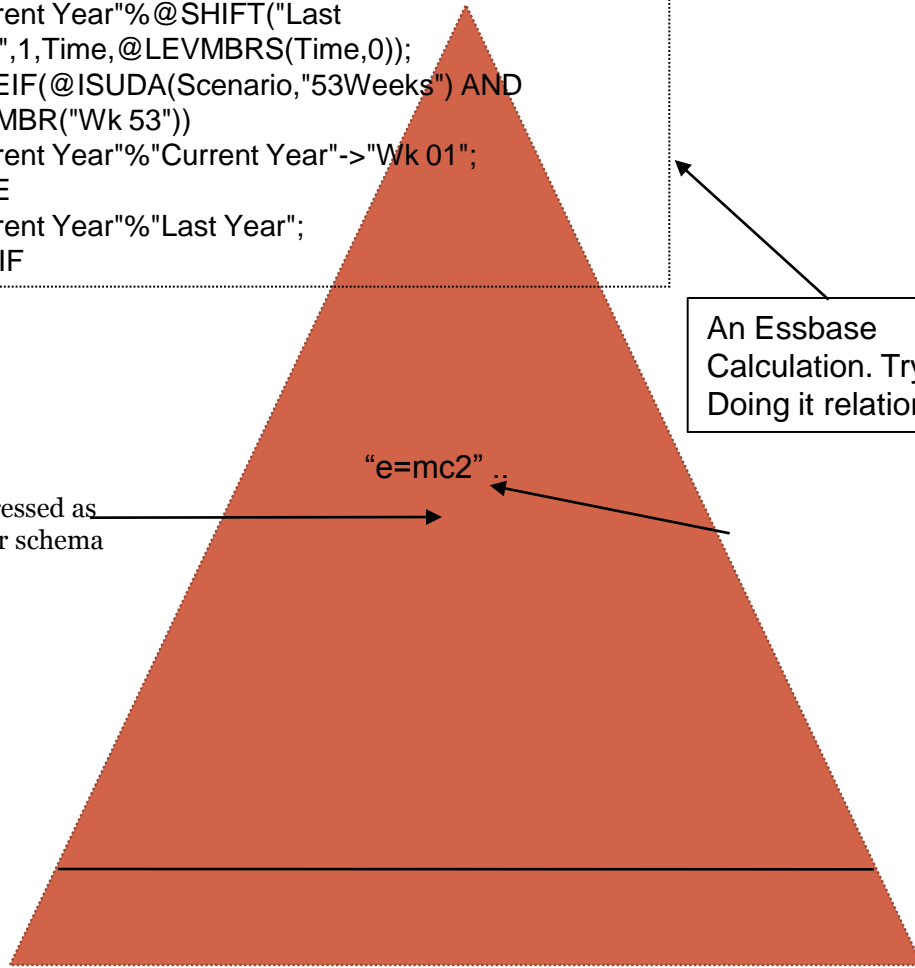 rent Year"%@SHIFT("Last
",1,Time,@LEVMBRS(Time,0));
EIF(@ISUDA(Scenario,"53Weeks") AND
MBR("Wk 53"))
rent Year"%"Current Year"->"Wk 01";
E
rent Year"%"Last Year";
IF
An Essbase
Calculation. Try
Doing it relation
“e=mc2” ..
ressed as
r schema